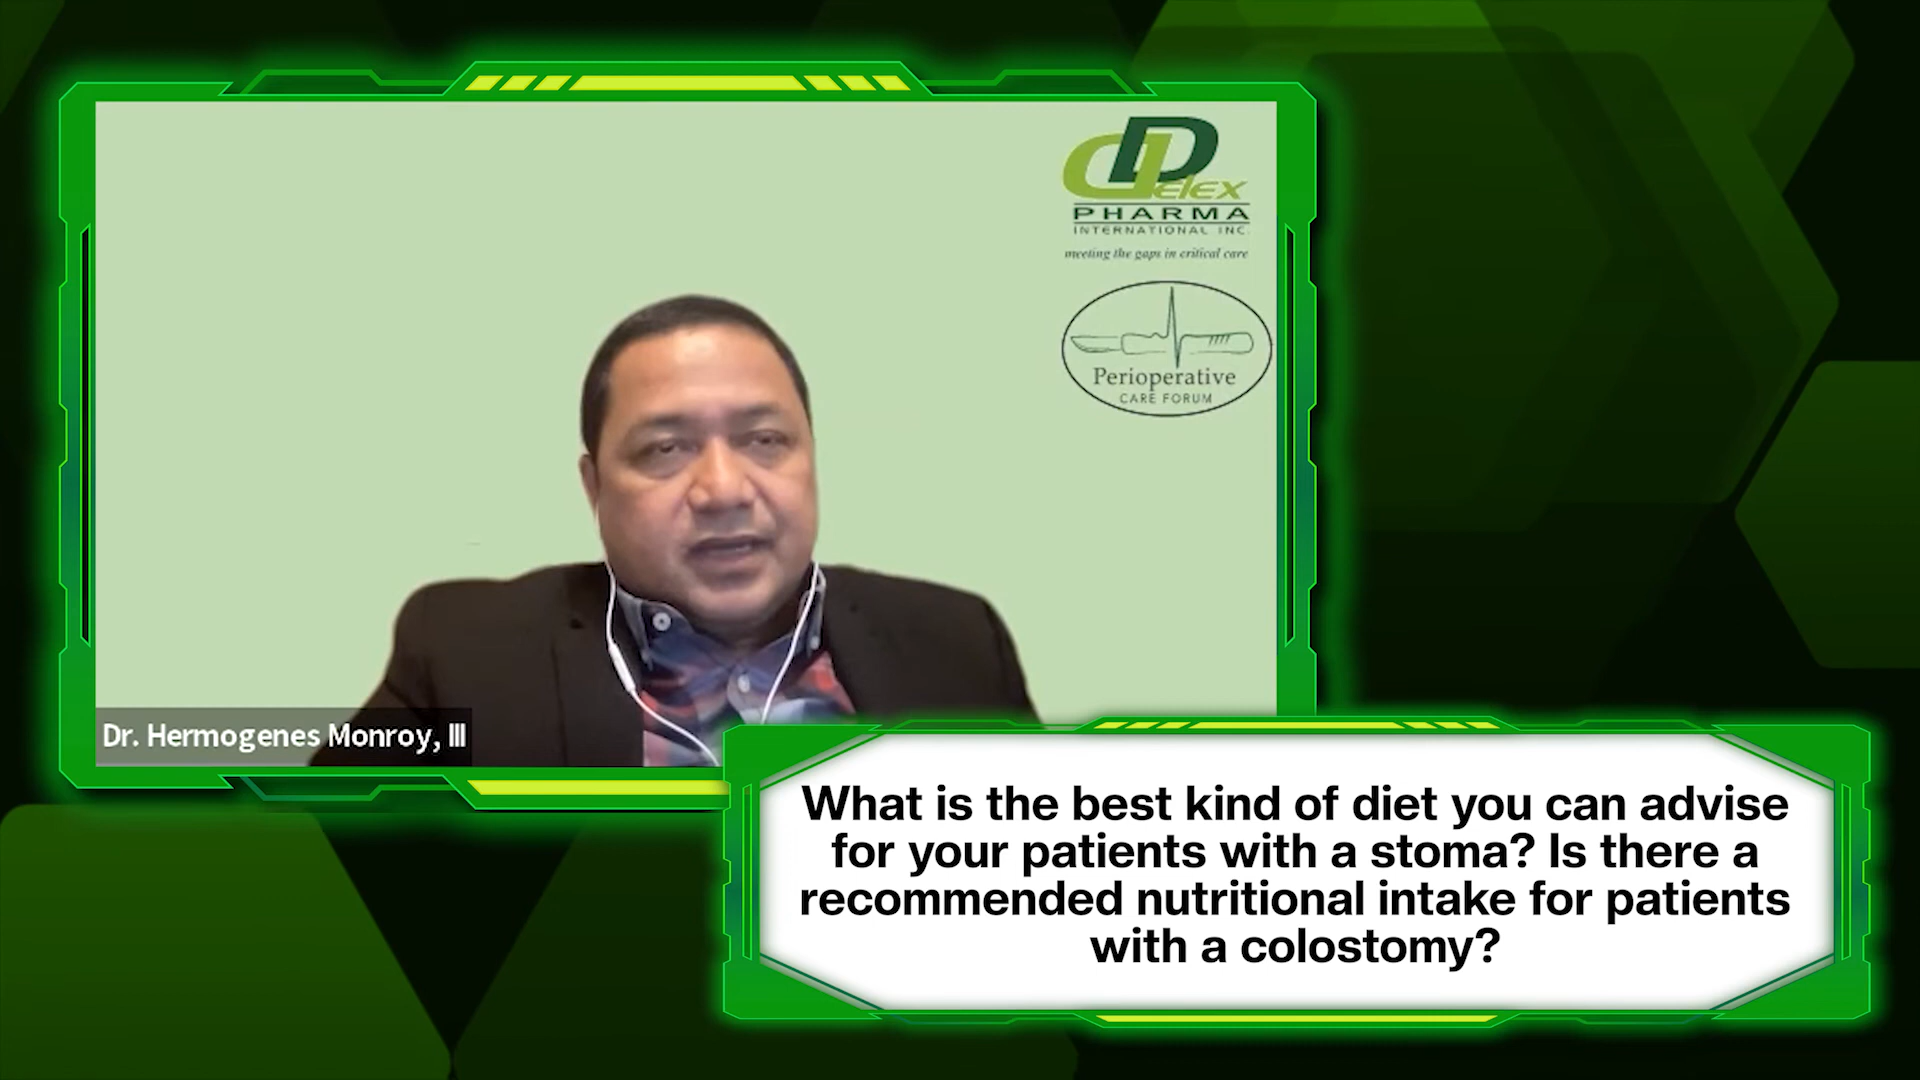 Delex
PHARMA
INTERNATIONAL INC.
meeting the gaps in critical care
Perioperative
CARE FORUM
Dr. Hermogenes Monroy, III
What is the best kind of diet you can advise
for your patients with a stoma? Is there a
recommended nutritional intake for patients
with a colostomy?